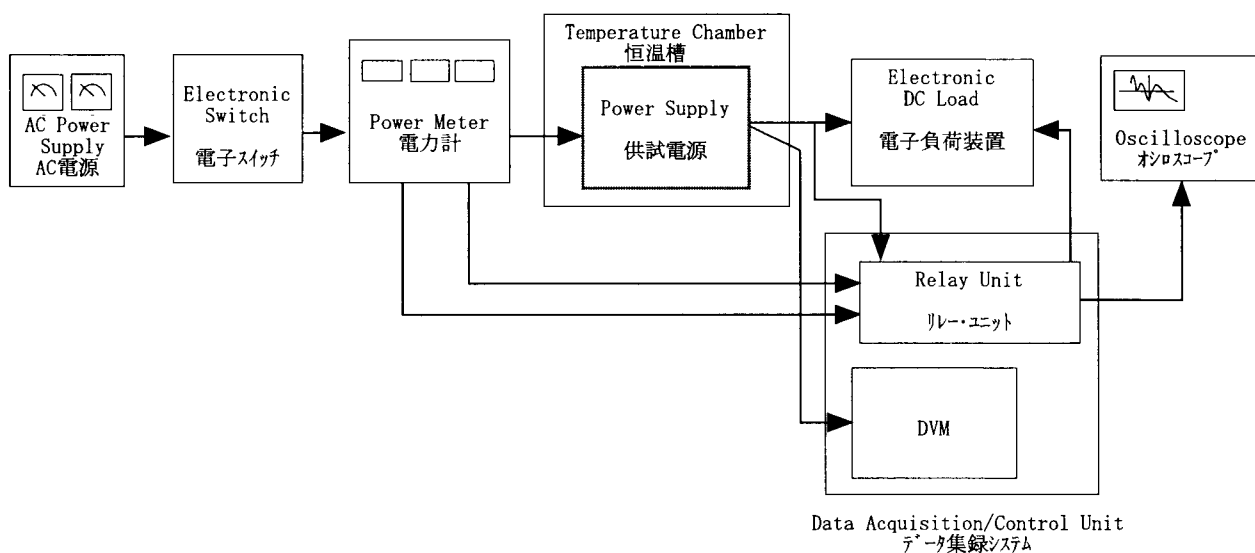 AC Power
Supply
AC電源
Electronic
Switch
電子スイッチ
Power Meter
電力計
Temperature Chamber
恒温槽
Power Supply
供試電源
Electronic
DC Load
電子負荷装置
Oscilloscope
オシロスコープ
Relay Unit
リレー・ユニット
DVM
Data Acquisition/Control Unit
データ集録システム